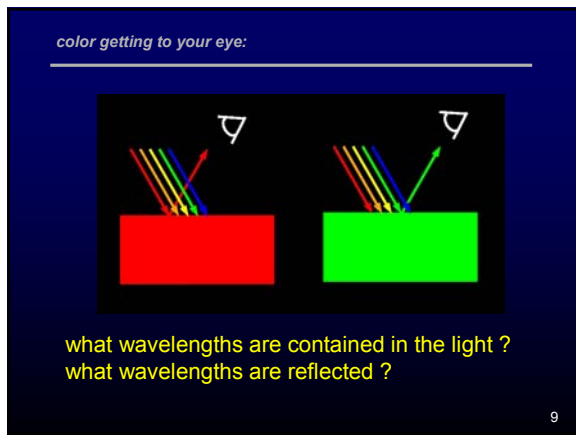 color getting to your eye:
what wavelengths are contained in the light ?
what wavelengths are reflected ?
9